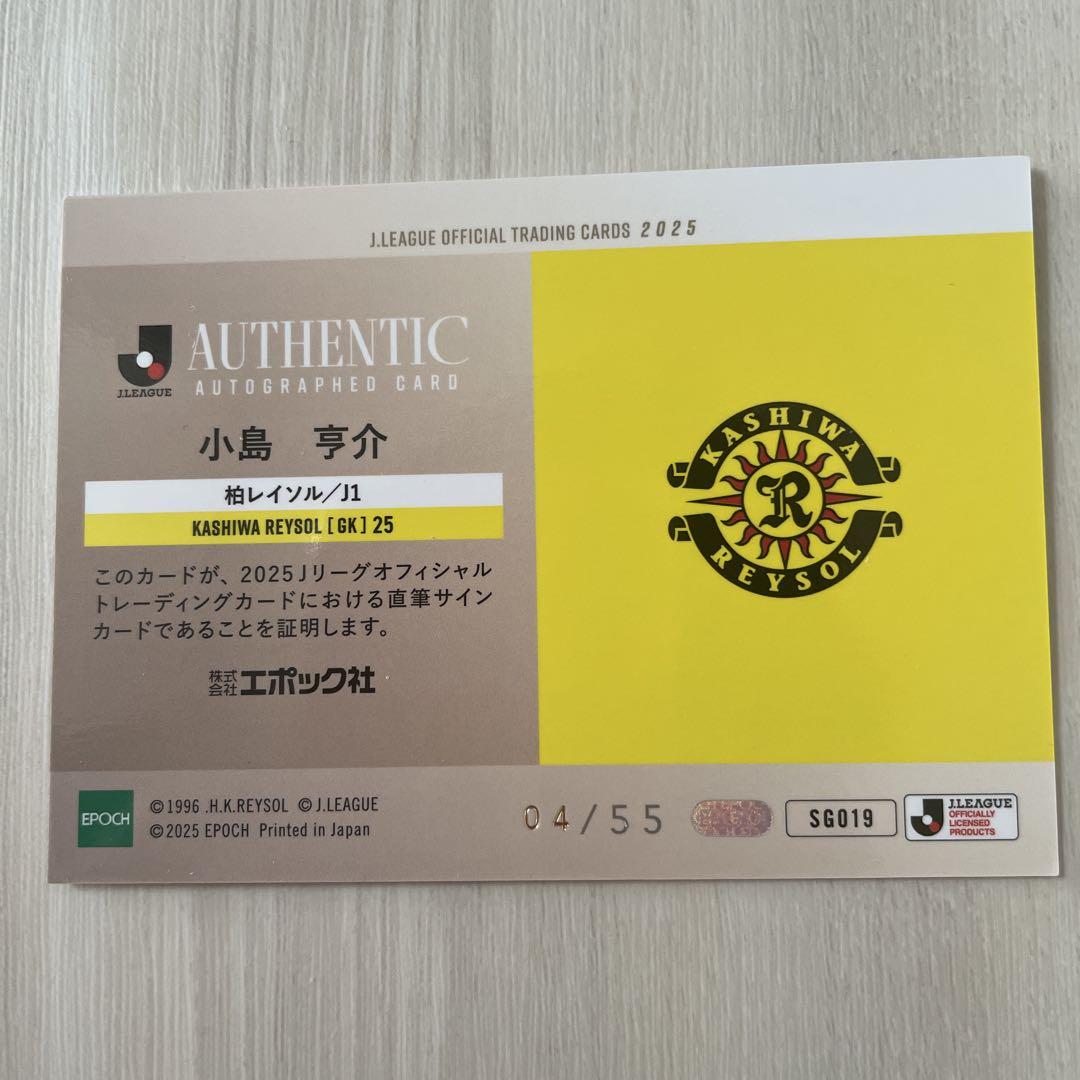 J.LEAGUE OFFICIAL TRADING CARDS 2025
J.LEAGUE
AUTHENTIC
AUTOGRAPHED CARD
小島 亨介
柏レイソル／J1
KASHIWA REYSOL [GK] 25
このカードが、2025Jリーグオフィシャル
トレーディングカードにおける直筆サイン
カードであることを証明します。
株式会社エポック社
KASHIWA
R
REYSOL
EPOCH
©1996 .H.K.REYSOL ©J.LEAGUE
©2025 EPOCH Printed in Japan
04/55
SG019
J.LEAGUE
OFFICIALLY
LICENSED
PRODUCTS